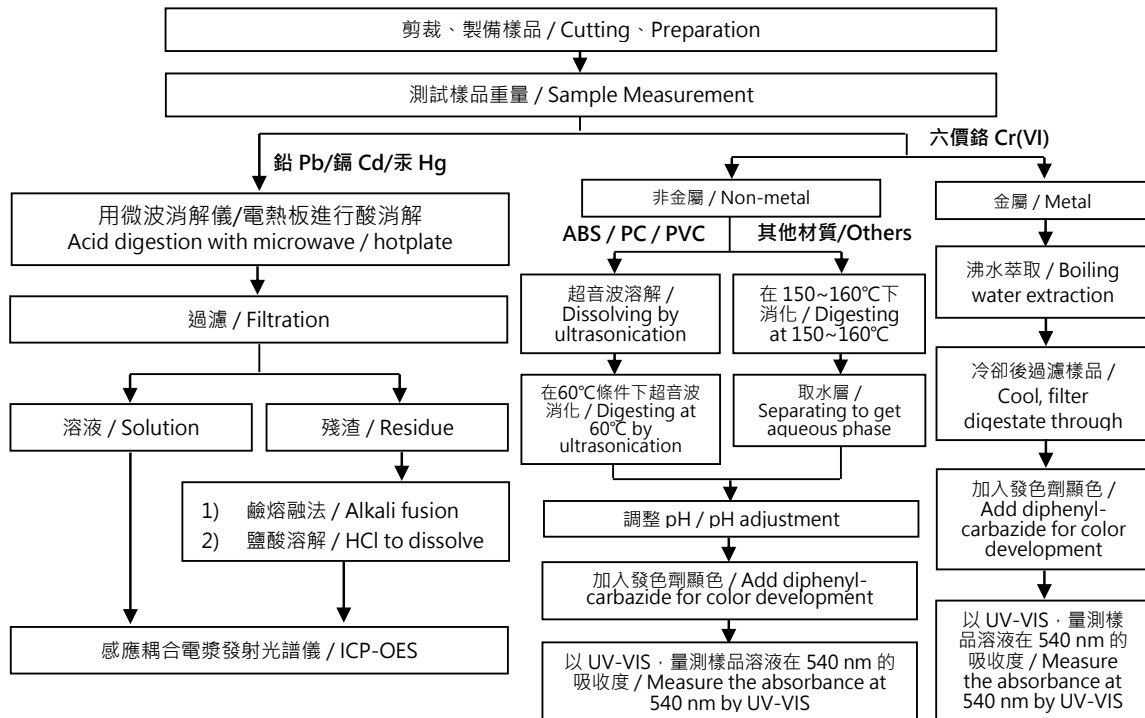 剪裁、製備樣品 / Cutting、Preparation
測試樣品重量 / Sample Measurement
鉛 Pb/鎘 Cd/汞 Hg
六價鉻 Cr(VI)
用微波消解儀/電熱板進行酸消解
Acid digestion with microwave / hotplate
過濾 / Filtration
溶液 / Solution
殘渣 / Residue
1) 鹼熔融法 / Alkali fusion
2) 鹽酸溶解 / HCl to dissolve
感應耦合電漿發射光譜儀 / ICP-OES
非金屬 / Non-metal
ABS / PC / PVC
其他材質/Others
超音波溶解 /
Dissolving by
ultrasonication
在 150~160℃下
消化 / Digesting
at 150~160℃
在60℃條件下超音波
消化 / Digesting at
60℃ by
ultrasonication
取水層 /
Separating to get
aqueous phase
調整 pH / pH adjustment
加入發色劑顯色 / Add diphenyl-
carbazide for color development
以 UV-VIS，量測樣品溶液在 540 nm 的
吸收度 / Measure the absorbance at
540 nm by UV-VIS
金屬 / Metal
沸水萃取 / Boiling
water extraction
冷卻後過濾樣品 /
Cool, filter
digestate through
加入發色劑顯色 /
Add diphenyl-
carbazide for color
development
以 UV-VIS，量測樣
品溶液在 540 nm 的
吸收度 / Measure
the absorbance at
540 nm by UV-VIS